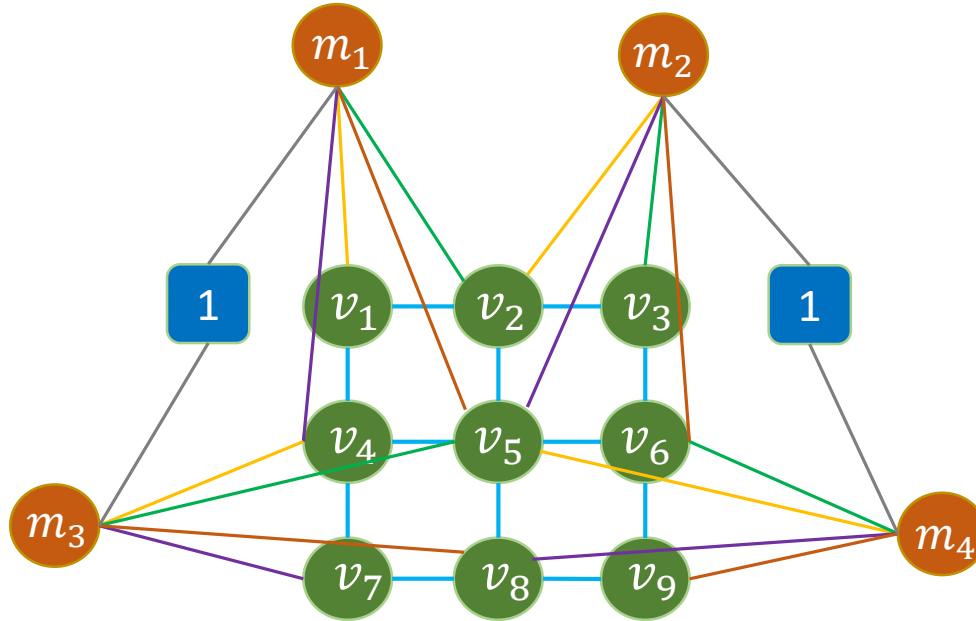 m₁ m₂
1 v₁ v₂ v₃ 1
v₄ v₅ v₆
m₃ m₄
v₇ v₈ v₉